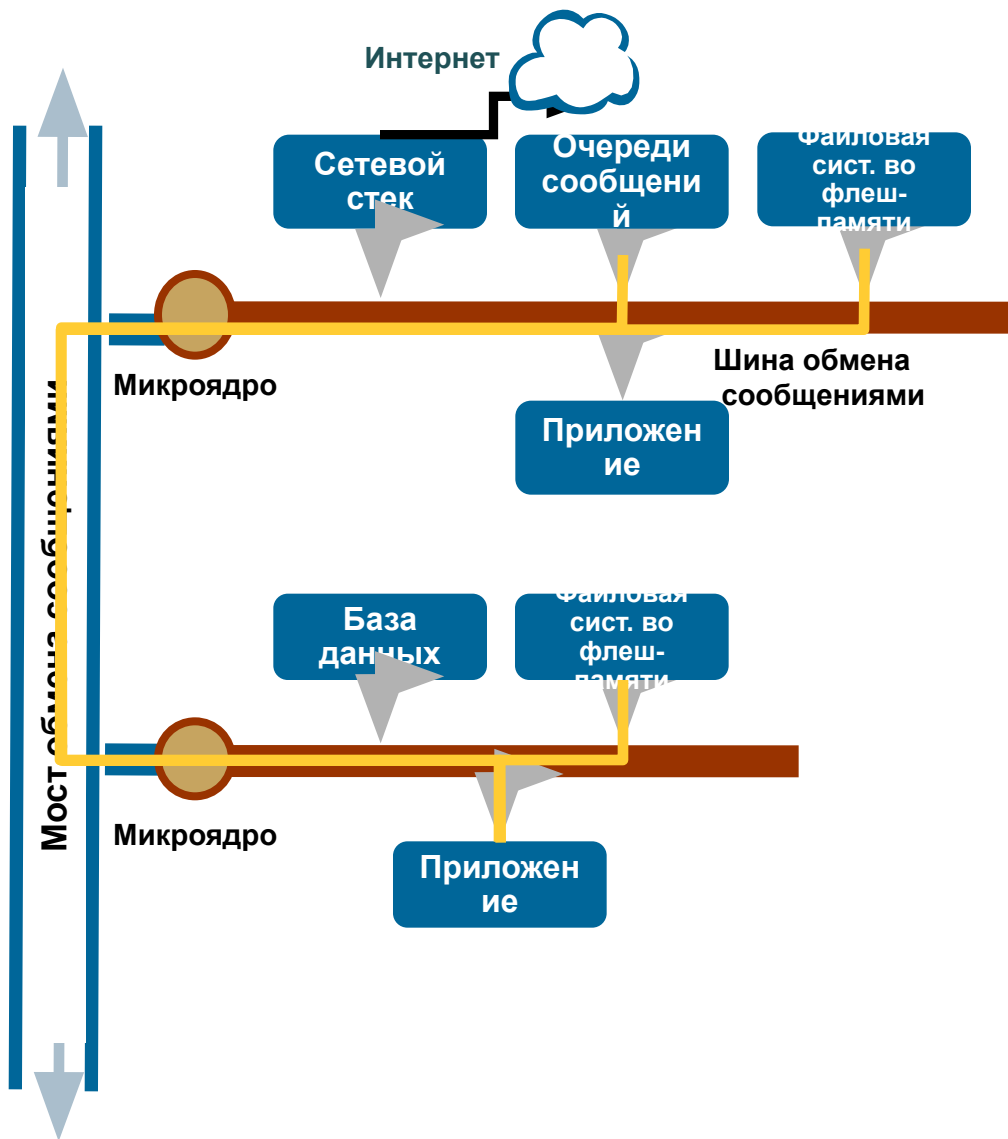 Интернет
Сетевой
стек
Очереди
сообщени
й
Файловая
сист. во
флеш-
памяти
Микроядро
Шина обмена
сообщениями
Приложен
ие
Мост обмена сообщениями
База
данных
Файловая
сист. во
флеш-
памяти
Микроядро
Приложен
ие